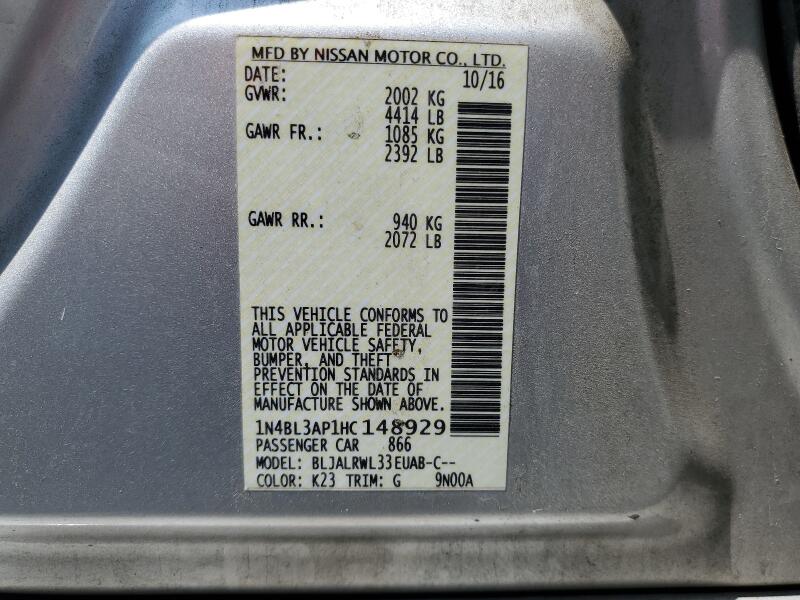 MFD BY NISSAN MOTOR CO., LTD.
DATE: 10/16
GVWR: 2002 KG
4414 LB
GAWR FR.: 1085 KG
2392 LB
GAWR RR.: 940 KG
2072 LB
THIS VEHICLE CONFORMS TO
ALL APPLICABLE FEDERAL
MOTOR VEHICLE SAFETY,
BUMPER, AND THEFT
PREVENTION STANDARDS IN
EFFECT ON THE DATE OF
MANUFACTURE SHOWN ABOVE.
1N4BL3AP1HC148929
PASSENGER CAR 866
MODEL: BLJALRWL33EUAB-C--
COLOR: K23 TRIM: G 9N00A